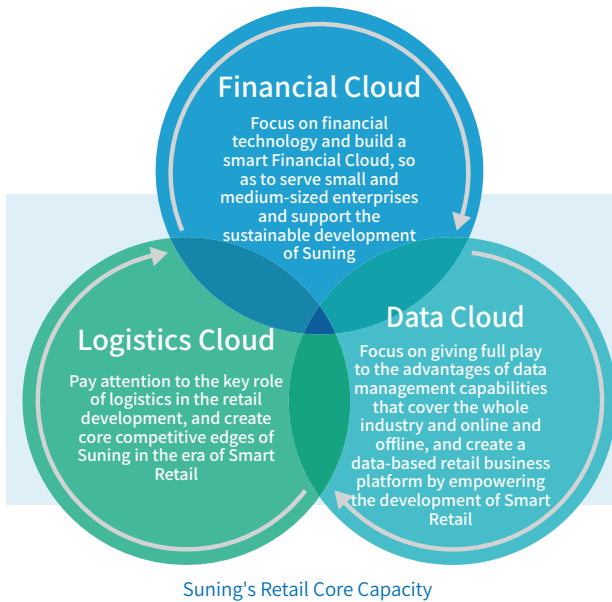 Financial Cloud
Focus on financial
technology and build a
smart Financial Cloud, so
as to serve small and
medium-sized enterprises
and support the
sustainable development
of Suning
Logistics Cloud
Pay attention to the key role
of logistics in the retail
development, and create
core competitive edges of
Suning in the era of Smart
Retail
Data Cloud
Focus on giving full play
to the advantages of data
management capabilities
that cover the whole
industry and online and
offline, and create a
data-based retail business
platform by empowering
the development of Smart
Retail
Suning's Retail Core Capacity